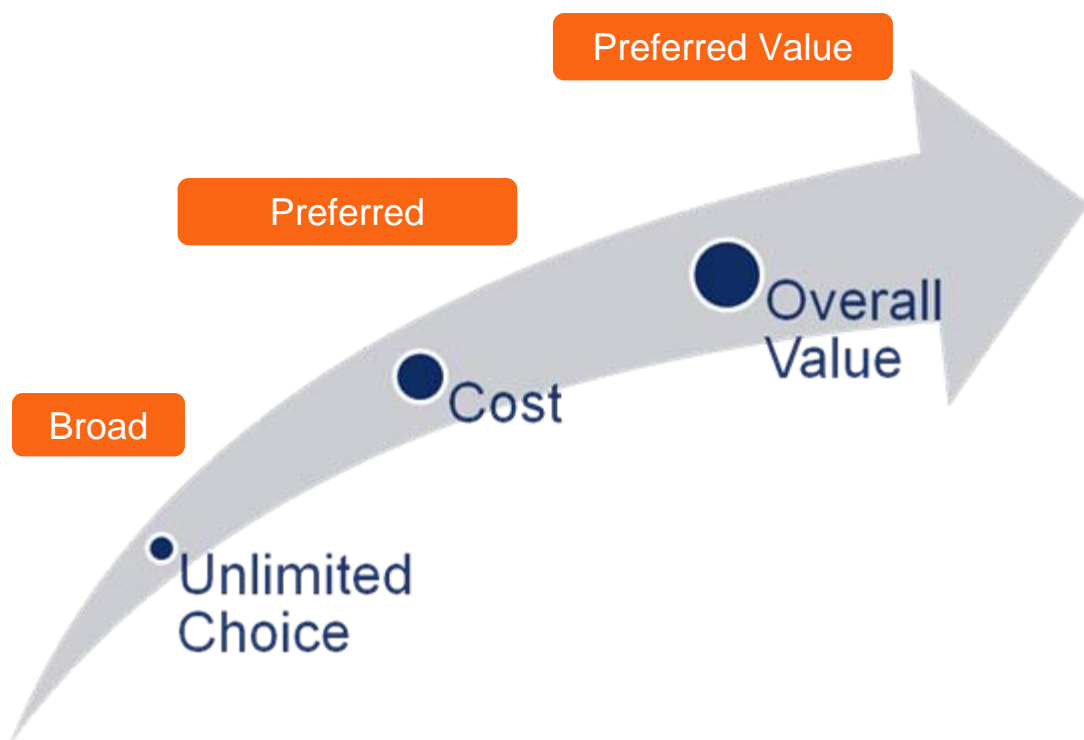 Preferred Value
Preferred
Overall
Value
Cost
Broad
Unlimited
Choice